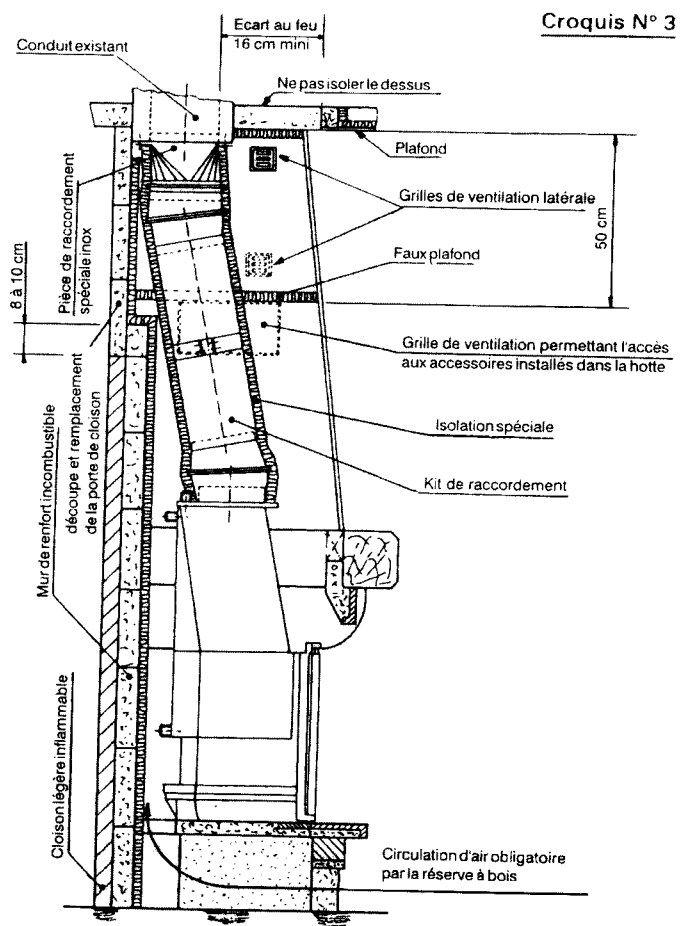 Croquis N° 3
Ecart au feu
16 cm mini
Conduit existant
Ne pas isoler le dessus
Plafond
Grilles de ventilation latérale
50 cm
Faux plafond
Pièce de raccordement
spéciale inox
8 à 10 cm
Grille de ventilation permettant l'accès
aux accessoires installés dans la hotte
découpe et remplacement
de la porte de cloison
Isolation spéciale
Kit de raccordement
Mur de renfort incombustible
Cloison légère inflammable
Circulation d'air obligatoire
par la réserve à bois